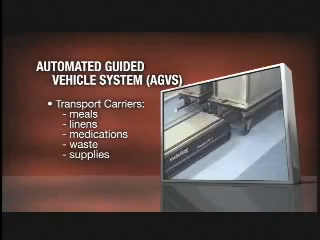 AUTOMATED GUIDED
VEHICLE SYSTEM (AGVS)
• Transport Carriers:
- meals
- linens
- medications
- waste
- supplies